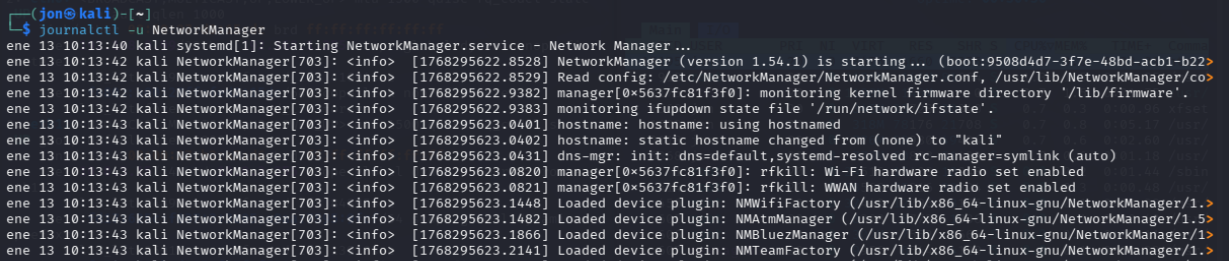 ┌──(jon㉿kali)-[~]
└─$ journalctl -u NetworkManager
ene 13 10:13:40 kali systemd[1]: Starting NetworkManager.service - Network Manager...
ene 13 10:13:42 kali NetworkManager[703]: <info>  [1768295622.8528] NetworkManager (version 1.54.1) is starting... (boot:9508d4d7-3f7e-48bd-acb1-b22>
ene 13 10:13:42 kali NetworkManager[703]: <info>  [1768295622.8529] Read config: /etc/NetworkManager/NetworkManager.conf, /usr/lib/NetworkManager/co>
ene 13 10:13:42 kali NetworkManager[703]: <info>  [1768295622.9382] manager[0×5637fc81f3f0]: monitoring kernel firmware directory '/lib/firmware'.
ene 13 10:13:42 kali NetworkManager[703]: <info>  [1768295622.9383] monitoring ifupdown state file '/run/network/ifstate'.
ene 13 10:13:43 kali NetworkManager[703]: <info>  [1768295623.0401] hostname: hostname: using hostnamed
ene 13 10:13:43 kali NetworkManager[703]: <info>  [1768295623.0402] hostname: static hostname changed from (none) to "kali"
ene 13 10:13:43 kali NetworkManager[703]: <info>  [1768295623.0431] dns-mgr: init: dns=default,systemd-resolved rc-manager=symlink (auto)
ene 13 10:13:43 kali NetworkManager[703]: <info>  [1768295623.0820] manager[0×5637fc81f3f0]: rfkill: Wi-Fi hardware radio set enabled
ene 13 10:13:43 kali NetworkManager[703]: <info>  [1768295623.0821] manager[0×5637fc81f3f0]: rfkill: WWAN hardware radio set enabled
ene 13 10:13:43 kali NetworkManager[703]: <info>  [1768295623.1448] Loaded device plugin: NMWifiFactory (/usr/lib/x86_64-linux-gnu/NetworkManager/1.>
ene 13 10:13:43 kali NetworkManager[703]: <info>  [1768295623.1482] Loaded device plugin: NMAtmManager (/usr/lib/x86_64-linux-gnu/NetworkManager/1.5>
ene 13 10:13:43 kali NetworkManager[703]: <info>  [1768295623.1866] Loaded device plugin: NMBluezManager (/usr/lib/x86_64-linux-gnu/NetworkManager/1>
ene 13 10:13:43 kali NetworkManager[703]: <info>  [1768295623.2141] Loaded device plugin: NMTeamFactory (/usr/lib/x86_64-linux-gnu/NetworkManager/1.>